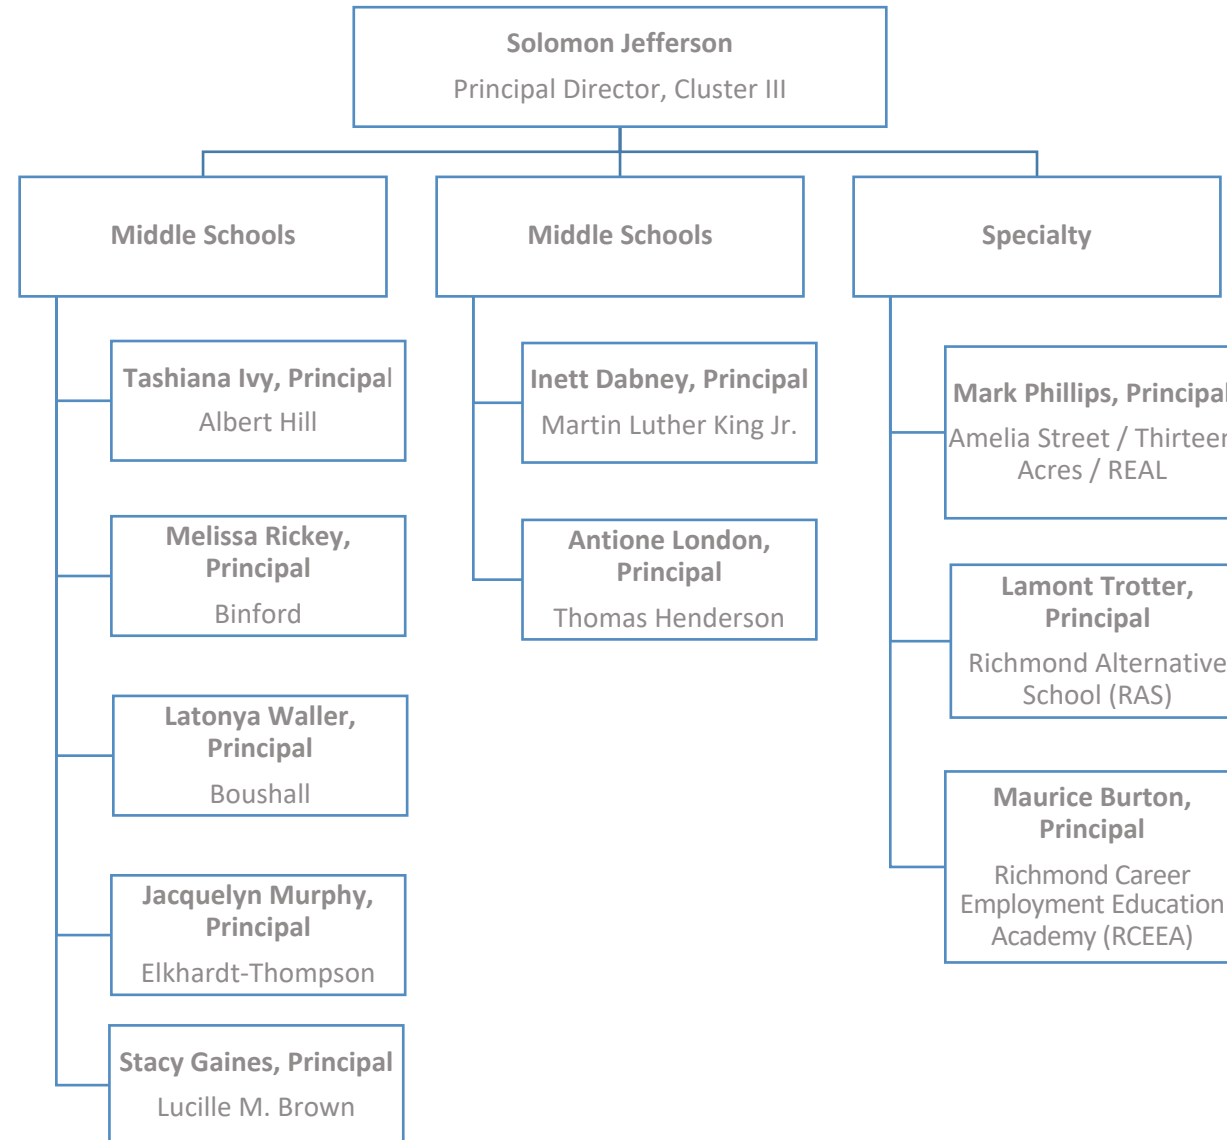 Solomon Jefferson
Principal Director, Cluster III
Middle Schools
Tashiana Ivy, Principal
Albert Hill
Melissa Rickey,
Principal
Binford
Latonya Waller,
Principal
Boushall
Jacquelyn Murphy,
Principal
Elkhardt-Thompson
Stacy Gaines, Principal
Lucille M. Brown
Middle Schools
Inett Dabney, Principal
Martin Luther King Jr.
Antione London,
Principal
Thomas Henderson
Specialty
Mark Phillips, Principal
Amelia Street / Thirteen
Acres / REAL
Lamont Trotter,
Principal
Richmond Alternative
School (RAS)
Maurice Burton,
Principal
Richmond Career
Employment Education
Academy (RCEEA)